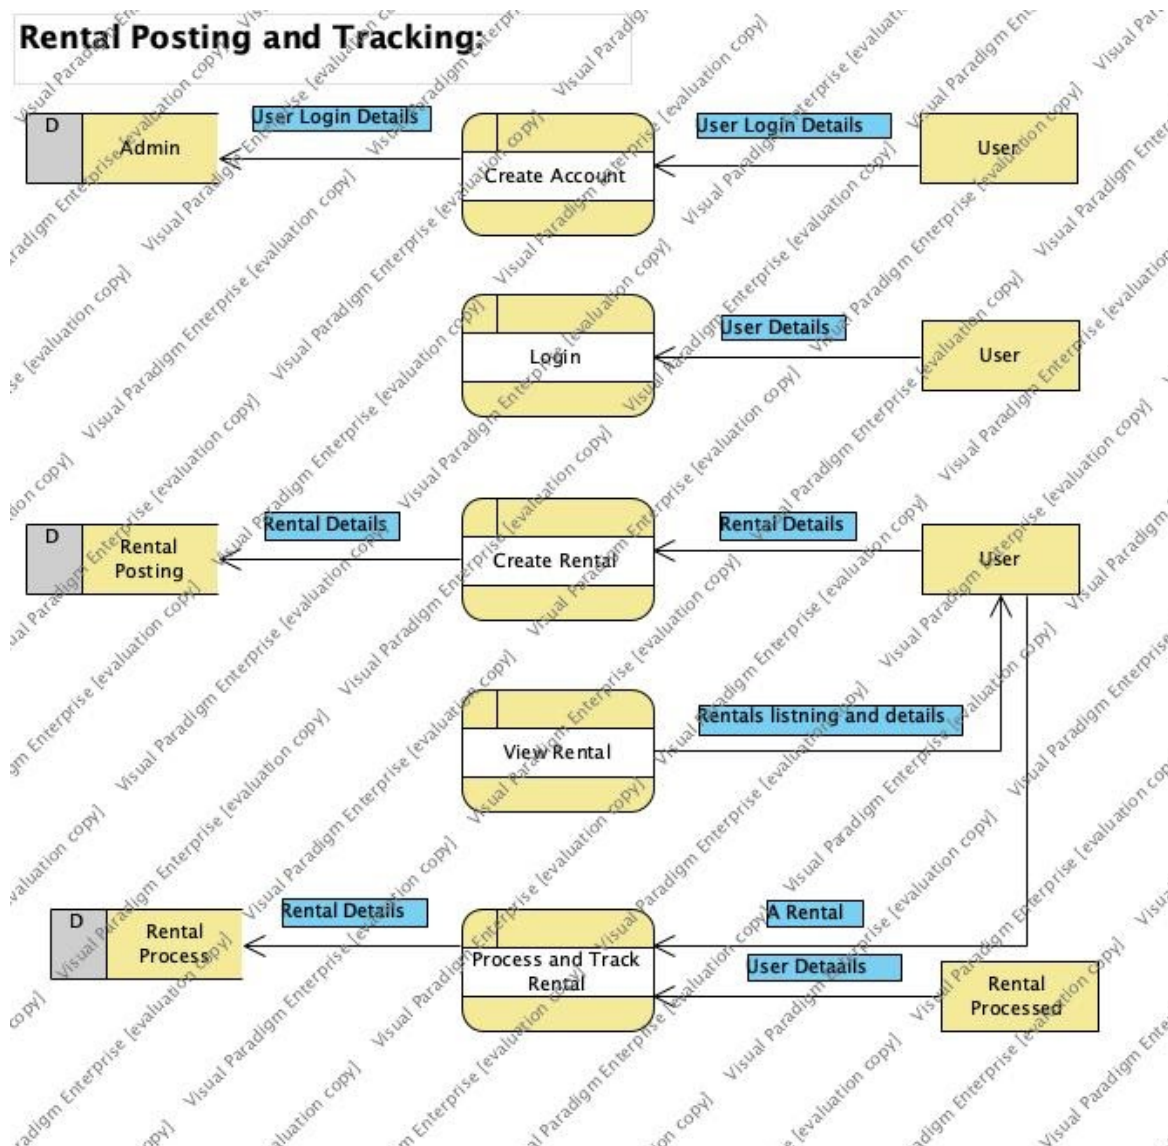 Rental Posting and Tracking:
D
Admin
User Login Details
Create Account
User Login Details
User
Login
User Details
User
D
Rental
Posting
Rental Details
Create Rental
Rental Details
User
View Rental
Rentals listning and details
D
Rental
Process
Rental Details
Process and Track
Rental
A Rental
User Detaails
Rental
Processed
Visual Paradigm Enterprise [evaluation copy]